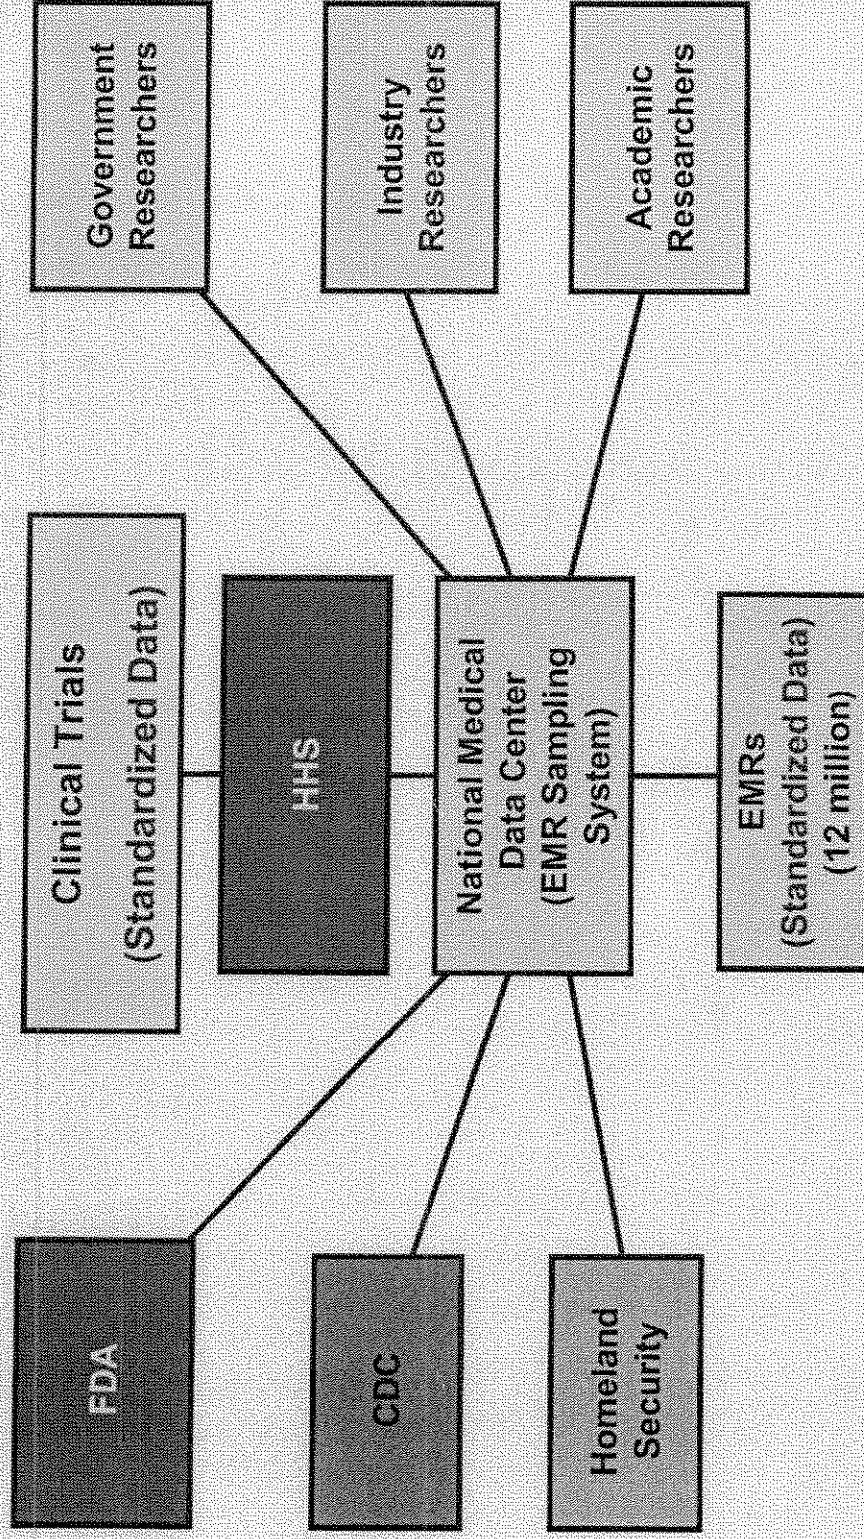 Clinical Trials
(Standardized Data)
FDA
HHS
Government
Researchers
CDC
National Medical
Data Center
(EMR Sampling
System)
Industry
Researchers
Homeland
Security
EMRs
(Standardized Data)
(12 million)
Academic
Researchers